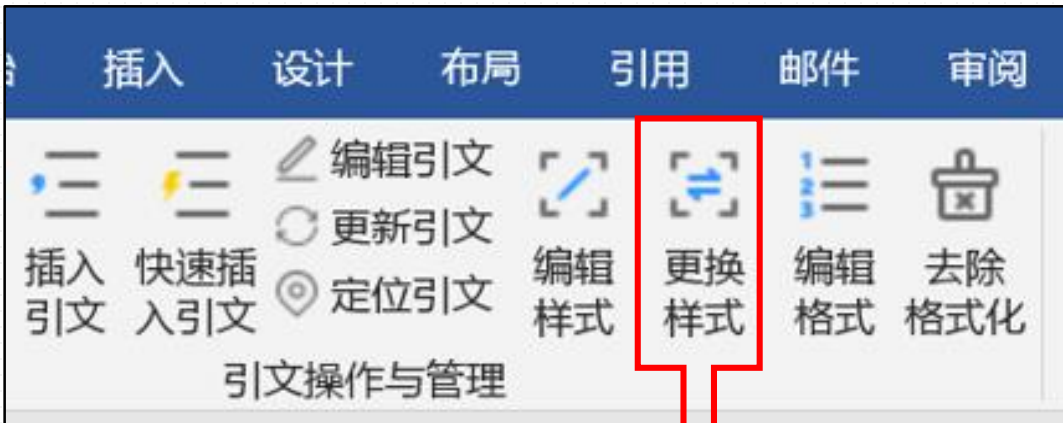 插入 设计 布局 引用 邮件 审阅
编辑引文
更新引文
定位引文
插入
引文
快速插
入引文
编辑
样式
更换
样式
编辑
格式
去除
格式化
引文操作与管理